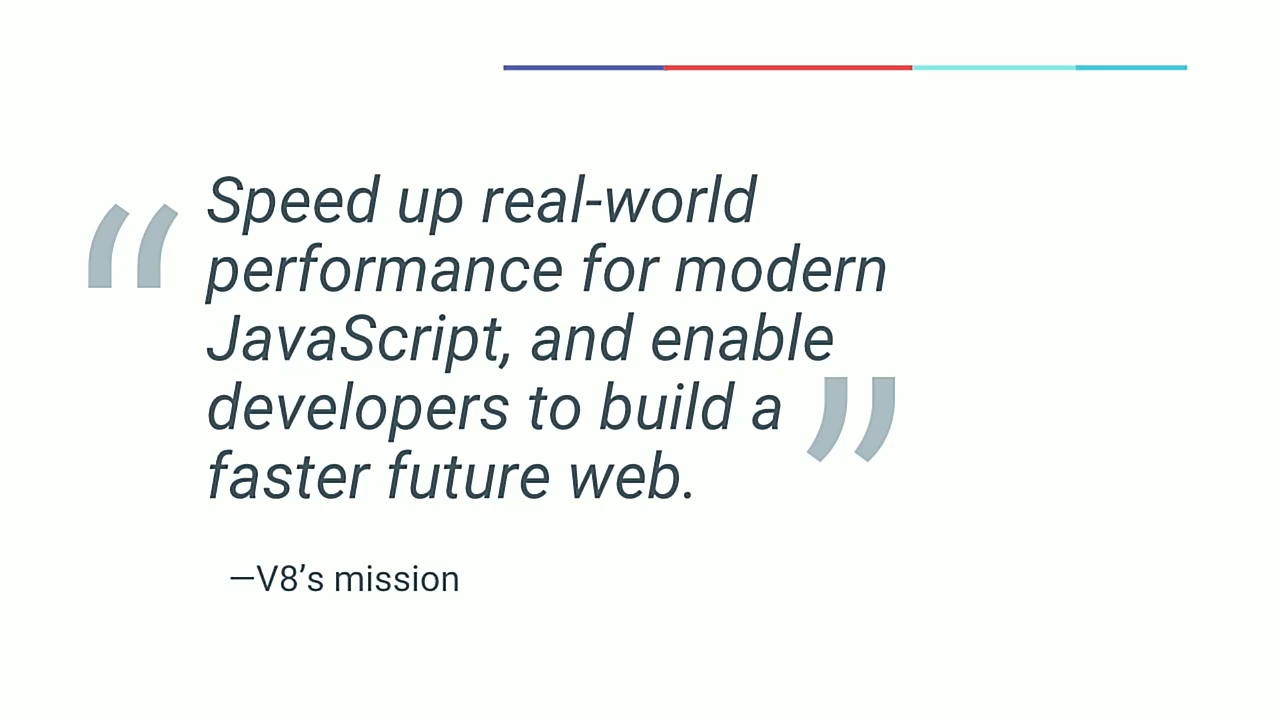 “Speed up real-world
performance for modern
JavaScript, and enable
developers to build a
faster future web.”
—V8’s mission